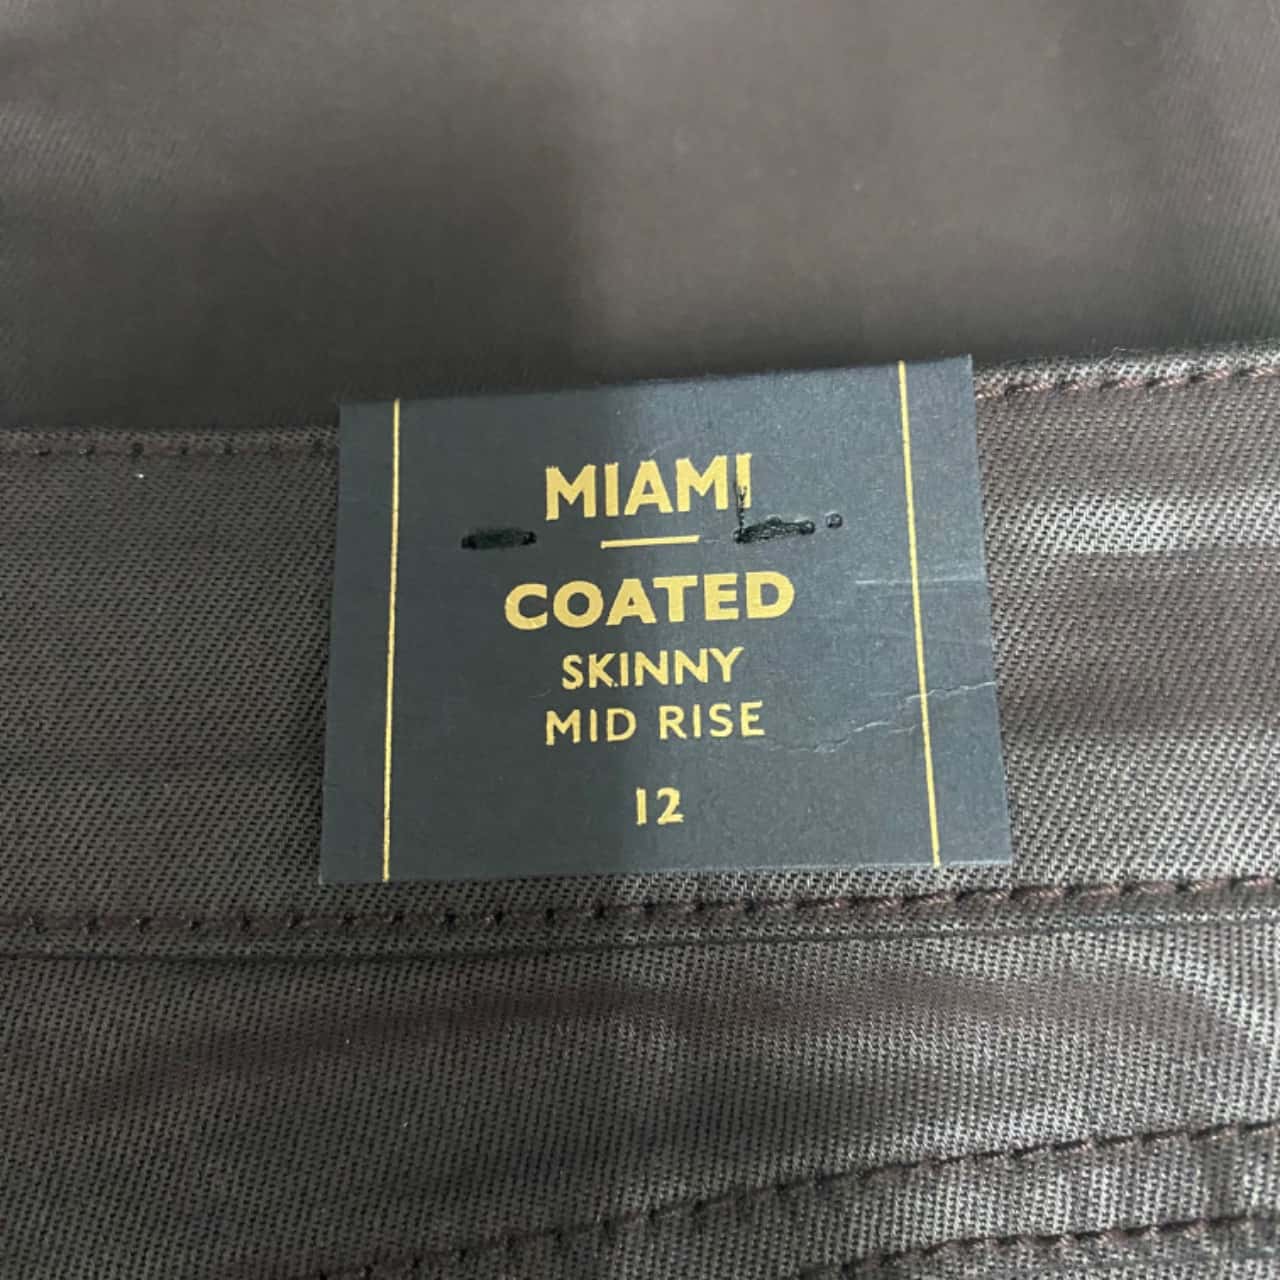 MIAMI
COATED
SKINNY
MID RISE
12